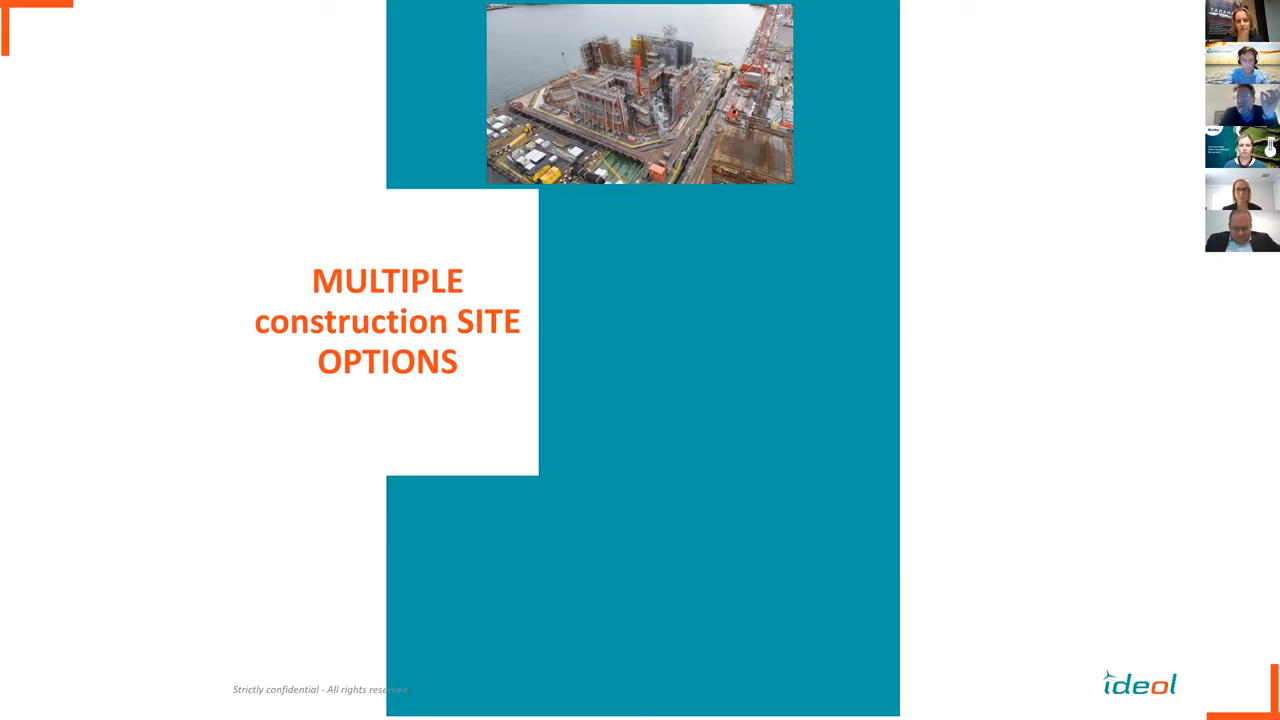 MULTIPLE
construction SITE
OPTIONS
Strictly confidential - All rights reserved
ideol